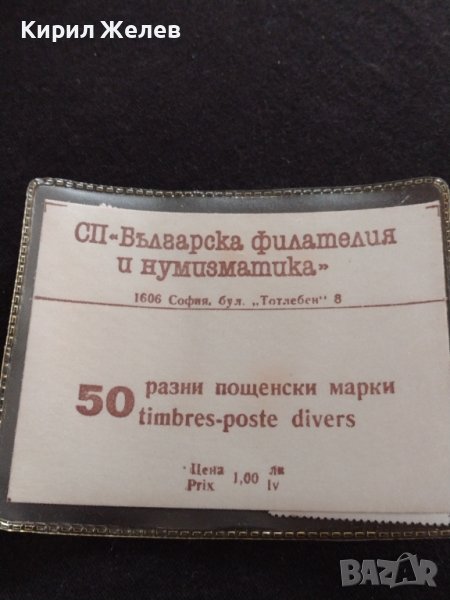 Кирил Желев
СП«Българска филателия
и нумизматика»
1606 София, бул. „Тотлебен" 8
50 разни пощенски марки
timbres-poste divers
Цена 1,00 лв
Prix lv
BAZAR